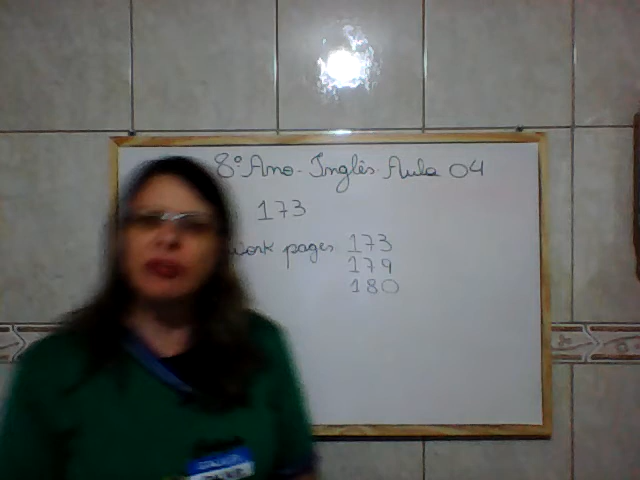 8º Ano - Inglês - Aula 04
173
work pages 173
179
180